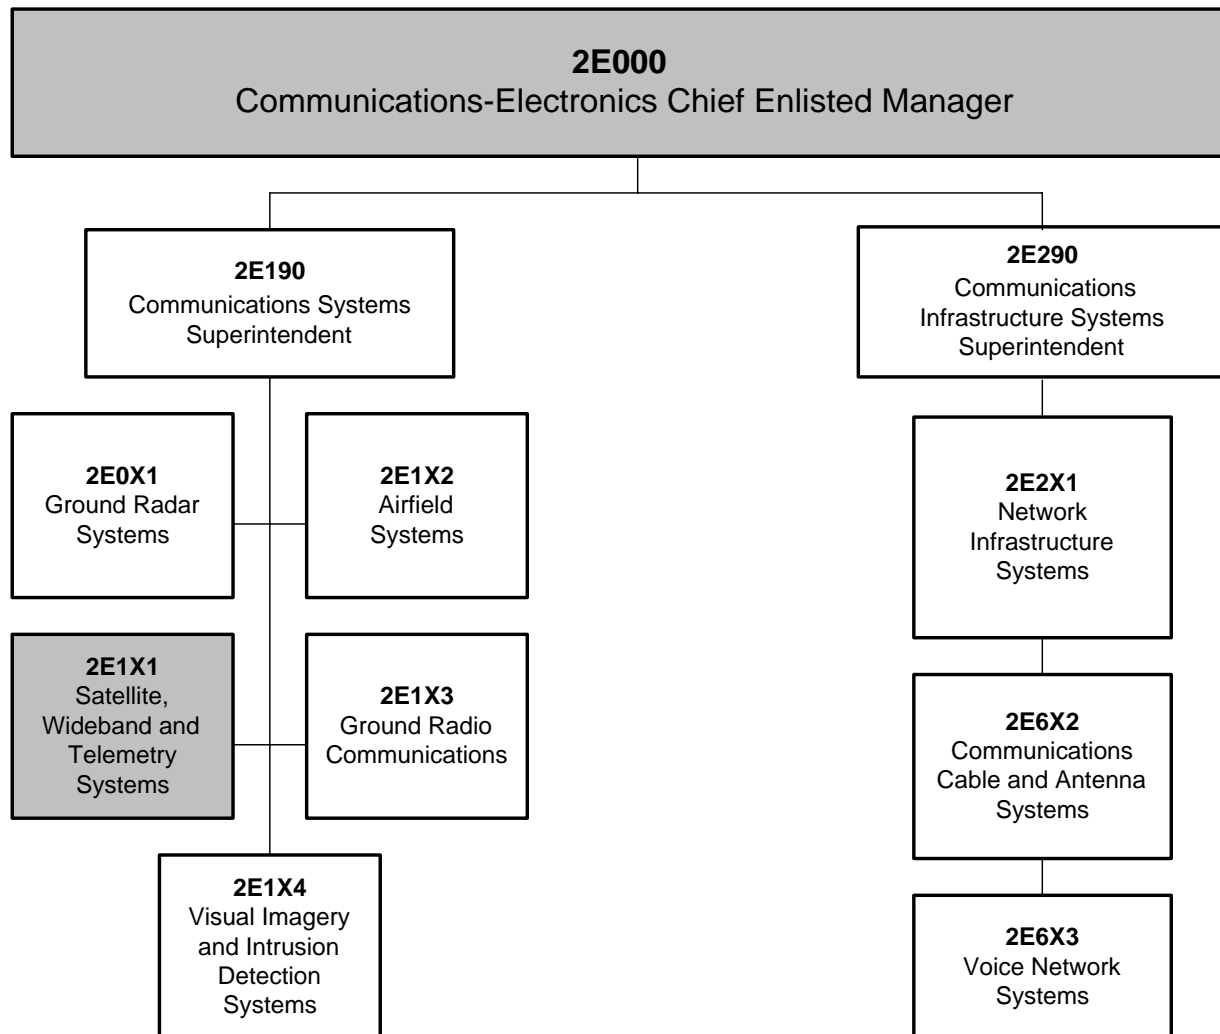 2E000
Communications-Electronics Chief Enlisted Manager
2E190
Communications Systems
Superintendent
2E290
Communications
Infrastructure Systems
Superintendent
2E0X1
Ground Radar
Systems
2E1X2
Airfield
Systems
2E2X1
Network
Infrastructure
Systems
2E1X1
Satellite,
Wideband and
Telemetry
Systems
2E1X3
Ground Radio
Communications
2E6X2
Communications
Cable and Antenna
Systems
2E1X4
Visual Imagery
and Intrusion
Detection
Systems
2E6X3
Voice Network
Systems